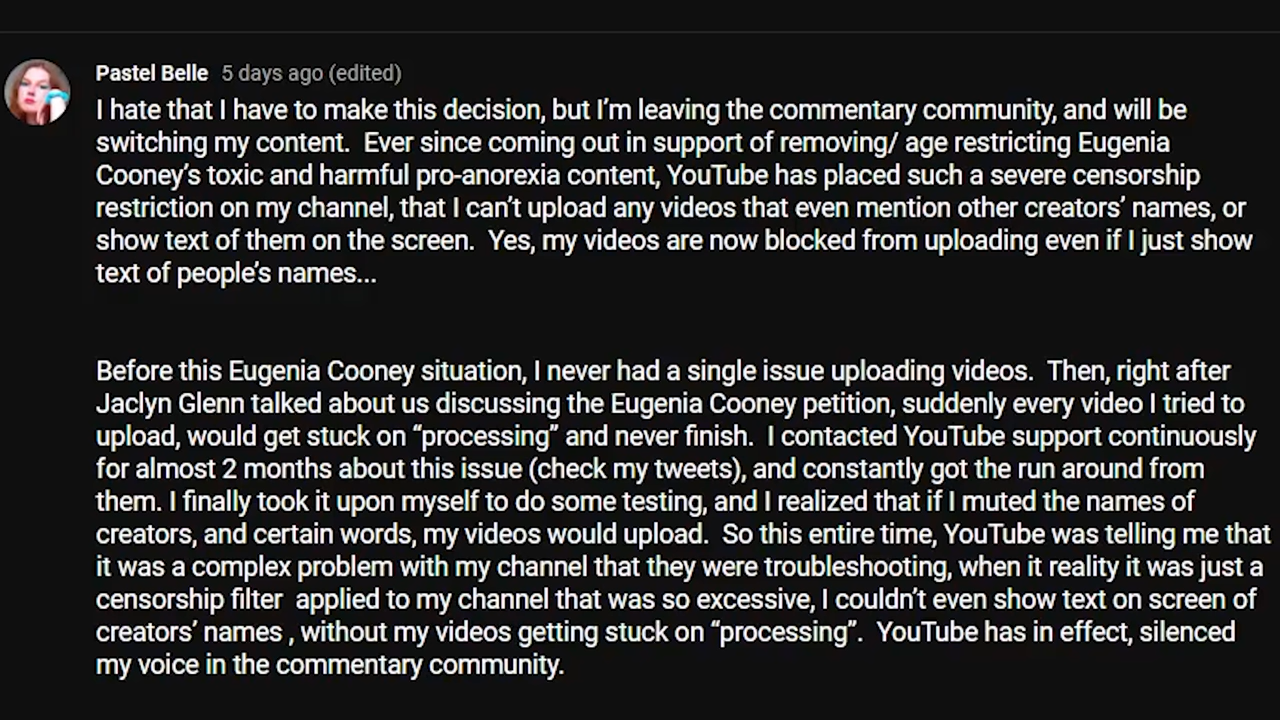 Pastel Belle 5 days ago (edited)
I hate that I have to make this decision, but I’m leaving the commentary community, and will be
switching my content.  Ever since coming out in support of removing/ age restricting Eugenia
Cooney’s toxic and harmful pro-anorexia content, YouTube has placed such a severe censorship
restriction on my channel, that I can’t upload any videos that even mention other creators’ names, or
show text of them on the screen.  Yes, my videos are now blocked from uploading even if I just show
text of people’s names...
Before this Eugenia Cooney situation, I never had a single issue uploading videos.  Then, right after
Jaclyn Glenn talked about us discussing the Eugenia Cooney petition, suddenly every video I tried to
upload, would get stuck on “processing” and never finish.  I contacted YouTube support continuously
for almost 2 months about this issue (check my tweets), and constantly got the run around from
them. I finally took it upon myself to do some testing, and I realized that if I muted the names of
creators, and certain words, my videos would upload.  So this entire time, YouTube was telling me that
it was a complex problem with my channel that they were troubleshooting, when it reality it was just a
censorship filter  applied to my channel that was so excessive, I couldn’t even show text on screen of
creators’ names , without my videos getting stuck on “processing”.  YouTube has in effect, silenced
my voice in the commentary community.